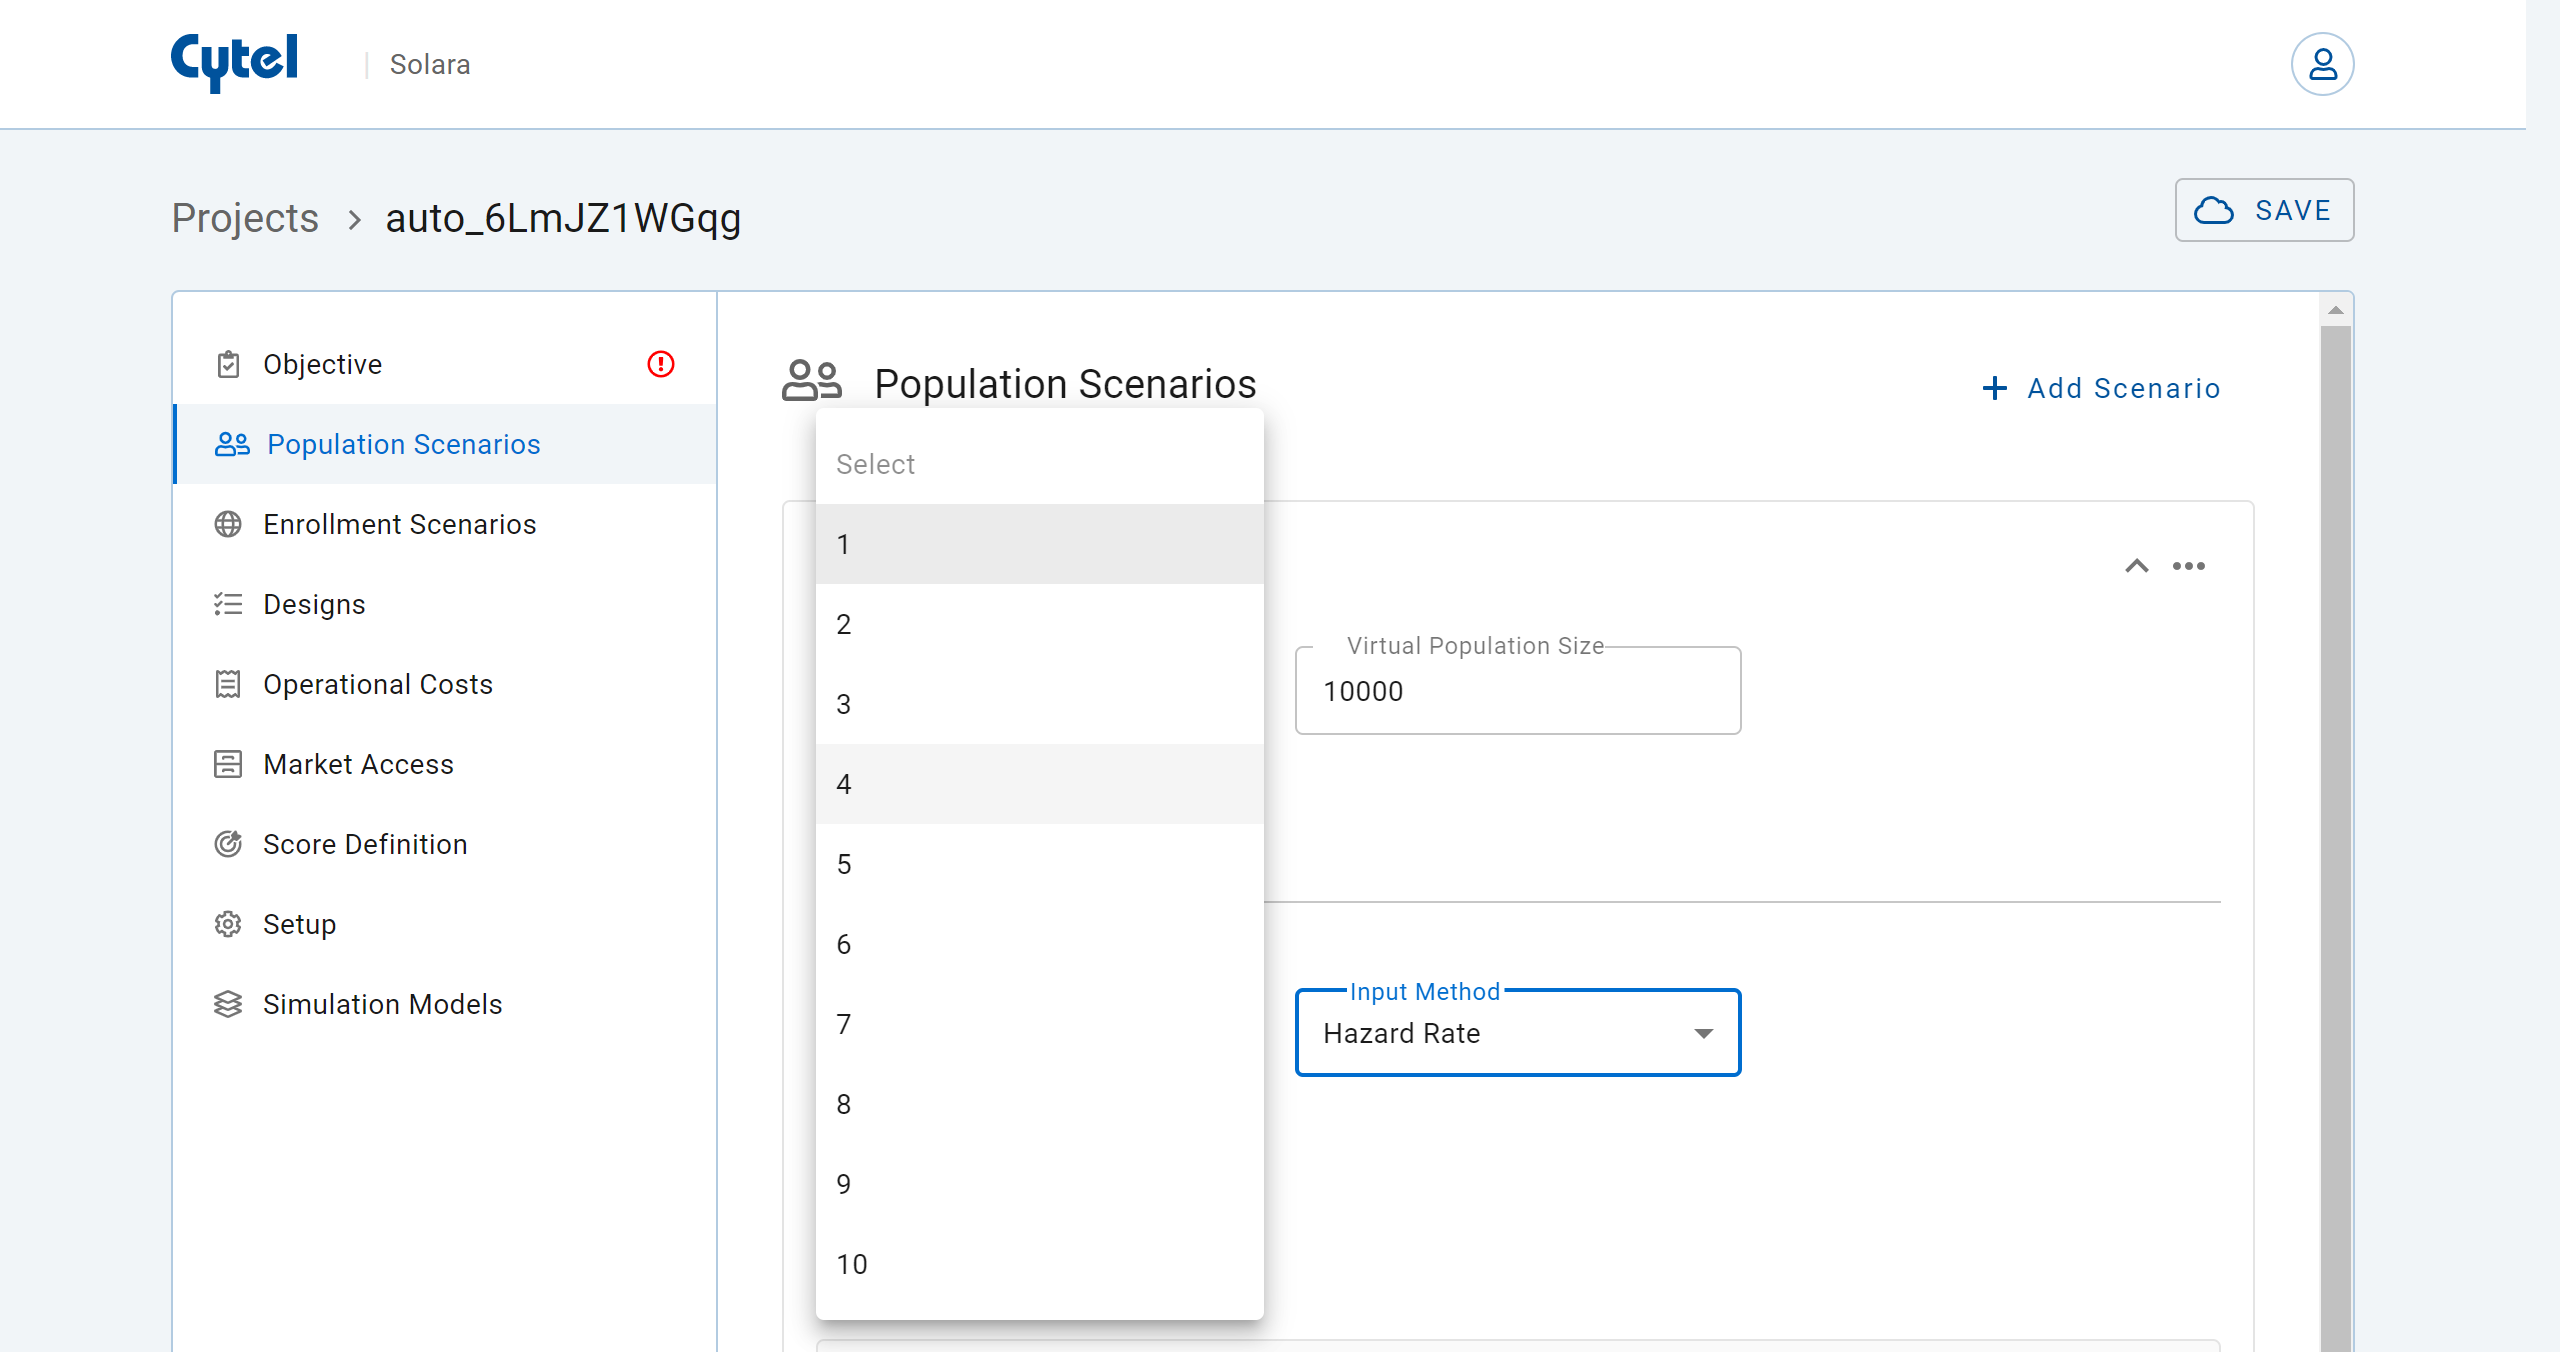 Cytel | Solara
Projects > auto_6LmJZ1WGqg
SAVE
Objective
Population Scenarios
Enrollment Scenarios
Designs
Operational Costs
Market Access
Score Definition
Setup
Simulation Models
Population Scenarios
+ Add Scenario
Select
1
2
3
4
5
6
7
8
9
10
Virtual Population Size
10000
Input Method
Hazard Rate